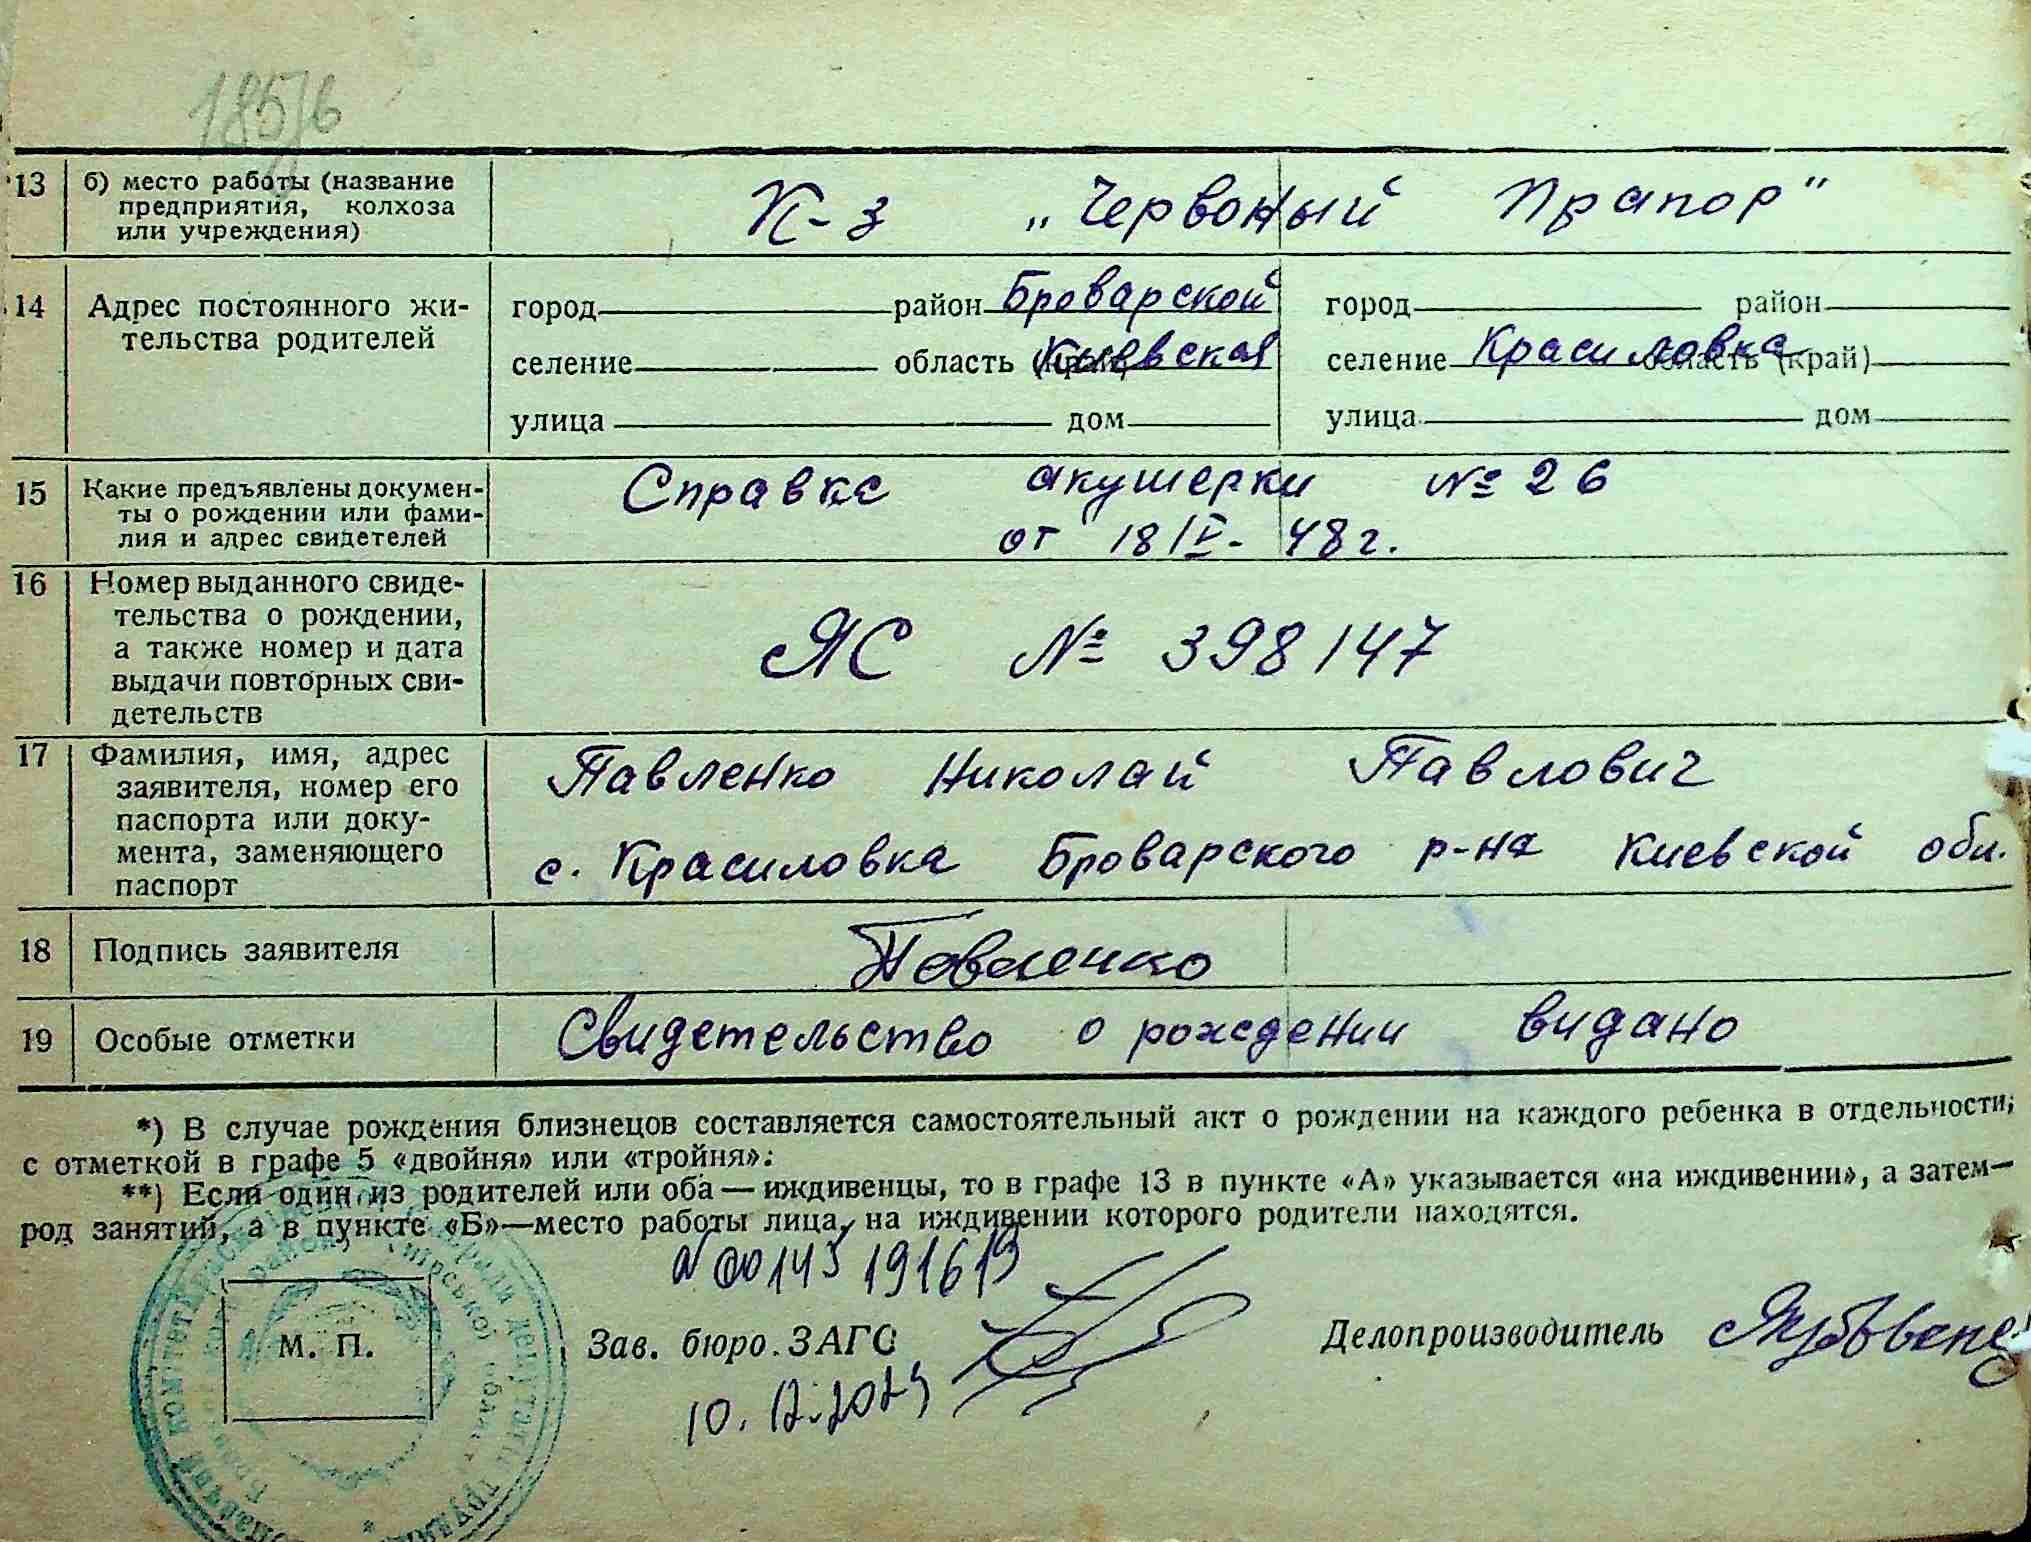 185/6
13 б) место работы (название предприятия, колхоза или учреждения) К-з „Червоный Прапор"
14 Адрес постоянного жительства родителей
город район Броварской город район
селение область (край) Кыевская селение Красиловка область (край)
улица дом улица дом
15 Какие предъявлены документы о рождении или фамилия и адрес свидетелей
Справка акушерки № 26
от 18/V-48г.
16 Номер выданного свидетельства о рождении, а также номер и дата выдачи повторных свидетельств
ЯС № 398147
17 Фамилия, имя, адрес заявителя, номер его паспорта или документа, заменяющего паспорт
Павленко Николай Павлович
с. Красиловка Броварского р-на Киевской обл.
18 Подпись заявителя Павленко
19 Особые отметки Свидетельство о рождении видано
*) В случае рождения близнецов составляется самостоятельный акт о рождении на каждого ребенка в отдельности,
с отметкой в графе 5 «двойня» или «тройня».
**) Если один из родителей или оба — иждивенцы, то в графе 13 в пункте «А» указывается «на иждивении», а затем—
род занятий, а в пункте «Б»—место работы лица, на иждивении которого родители находятся.
М. П.
Зав. бюро ЗАГС Делопроизводитель